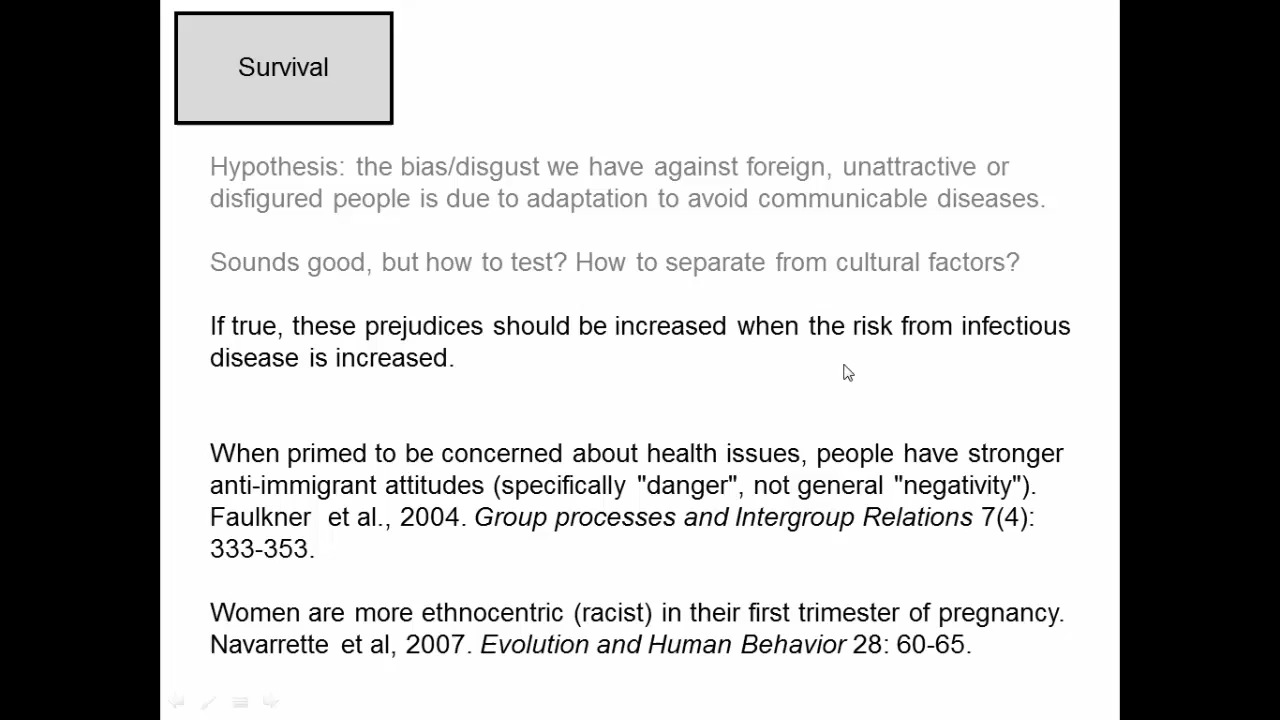 Survival
Hypothesis: the bias/disgust we have against foreign, unattractive or
disfigured people is due to adaptation to avoid communicable diseases.
Sounds good, but how to test? How to separate from cultural factors?
If true, these prejudices should be increased when the risk from infectious
disease is increased.
When primed to be concerned about health issues, people have stronger
anti-immigrant attitudes (specifically "danger", not general "negativity").
Faulkner et al., 2004. Group processes and Intergroup Relations 7(4):
333-353.
Women are more ethnocentric (racist) in their first trimester of pregnancy.
Navarrette et al, 2007. Evolution and Human Behavior 28: 60-65.